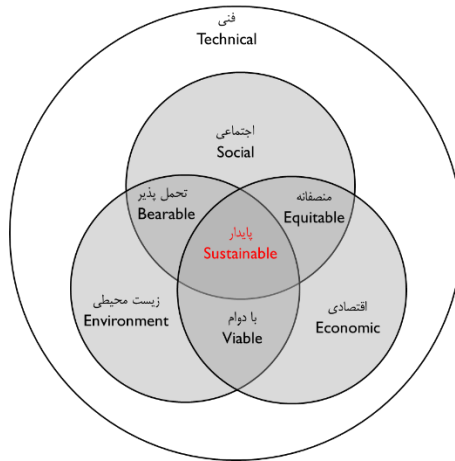 فنی
Technical
اجتماعی
Social
تحمل پذیر
Bearable
منصفانه
Equitable
پایدار
Sustainable
زیست محیطی
Environment
اقتصادی
Economic
با دوام
Viable